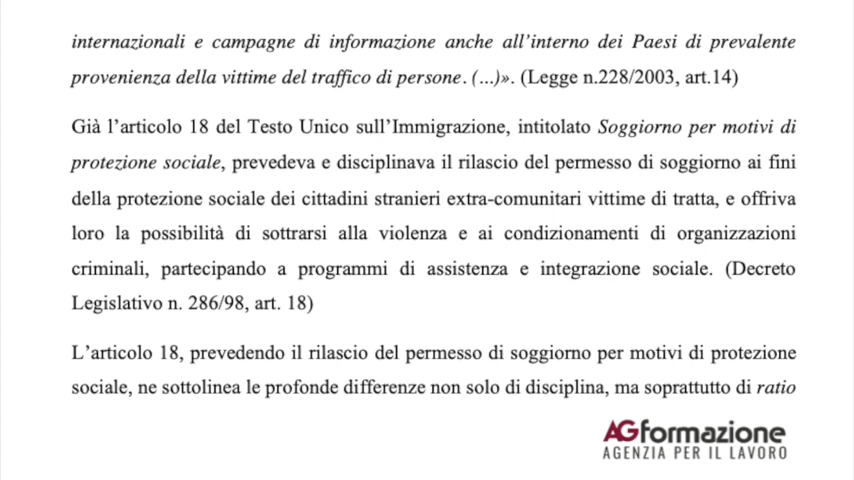 internazionali e campagne di informazione anche all’interno dei Paesi di prevalente
provenienza della vittime del traffico di persone. (...)». (Legge n.228/2003, art.14)
Già l’articolo 18 del Testo Unico sull’Immigrazione, intitolato Soggiorno per motivi di
protezione sociale, prevedeva e disciplinava il rilascio del permesso di soggiorno ai fini
della protezione sociale dei cittadini stranieri extra-comunitari vittime di tratta, e offriva
loro la possibilità di sottrarsi alla violenza e ai condizionamenti di organizzazioni
criminali, partecipando a programmi di assistenza e integrazione sociale. (Decreto
Legislativo n. 286/98, art. 18)
L’articolo 18, prevedendo il rilascio del permesso di soggiorno per motivi di protezione
sociale, ne sottolinea le profonde differenze non solo di disciplina, ma soprattutto di ratio
AGformazione
AGENZIA PER IL LAVORO